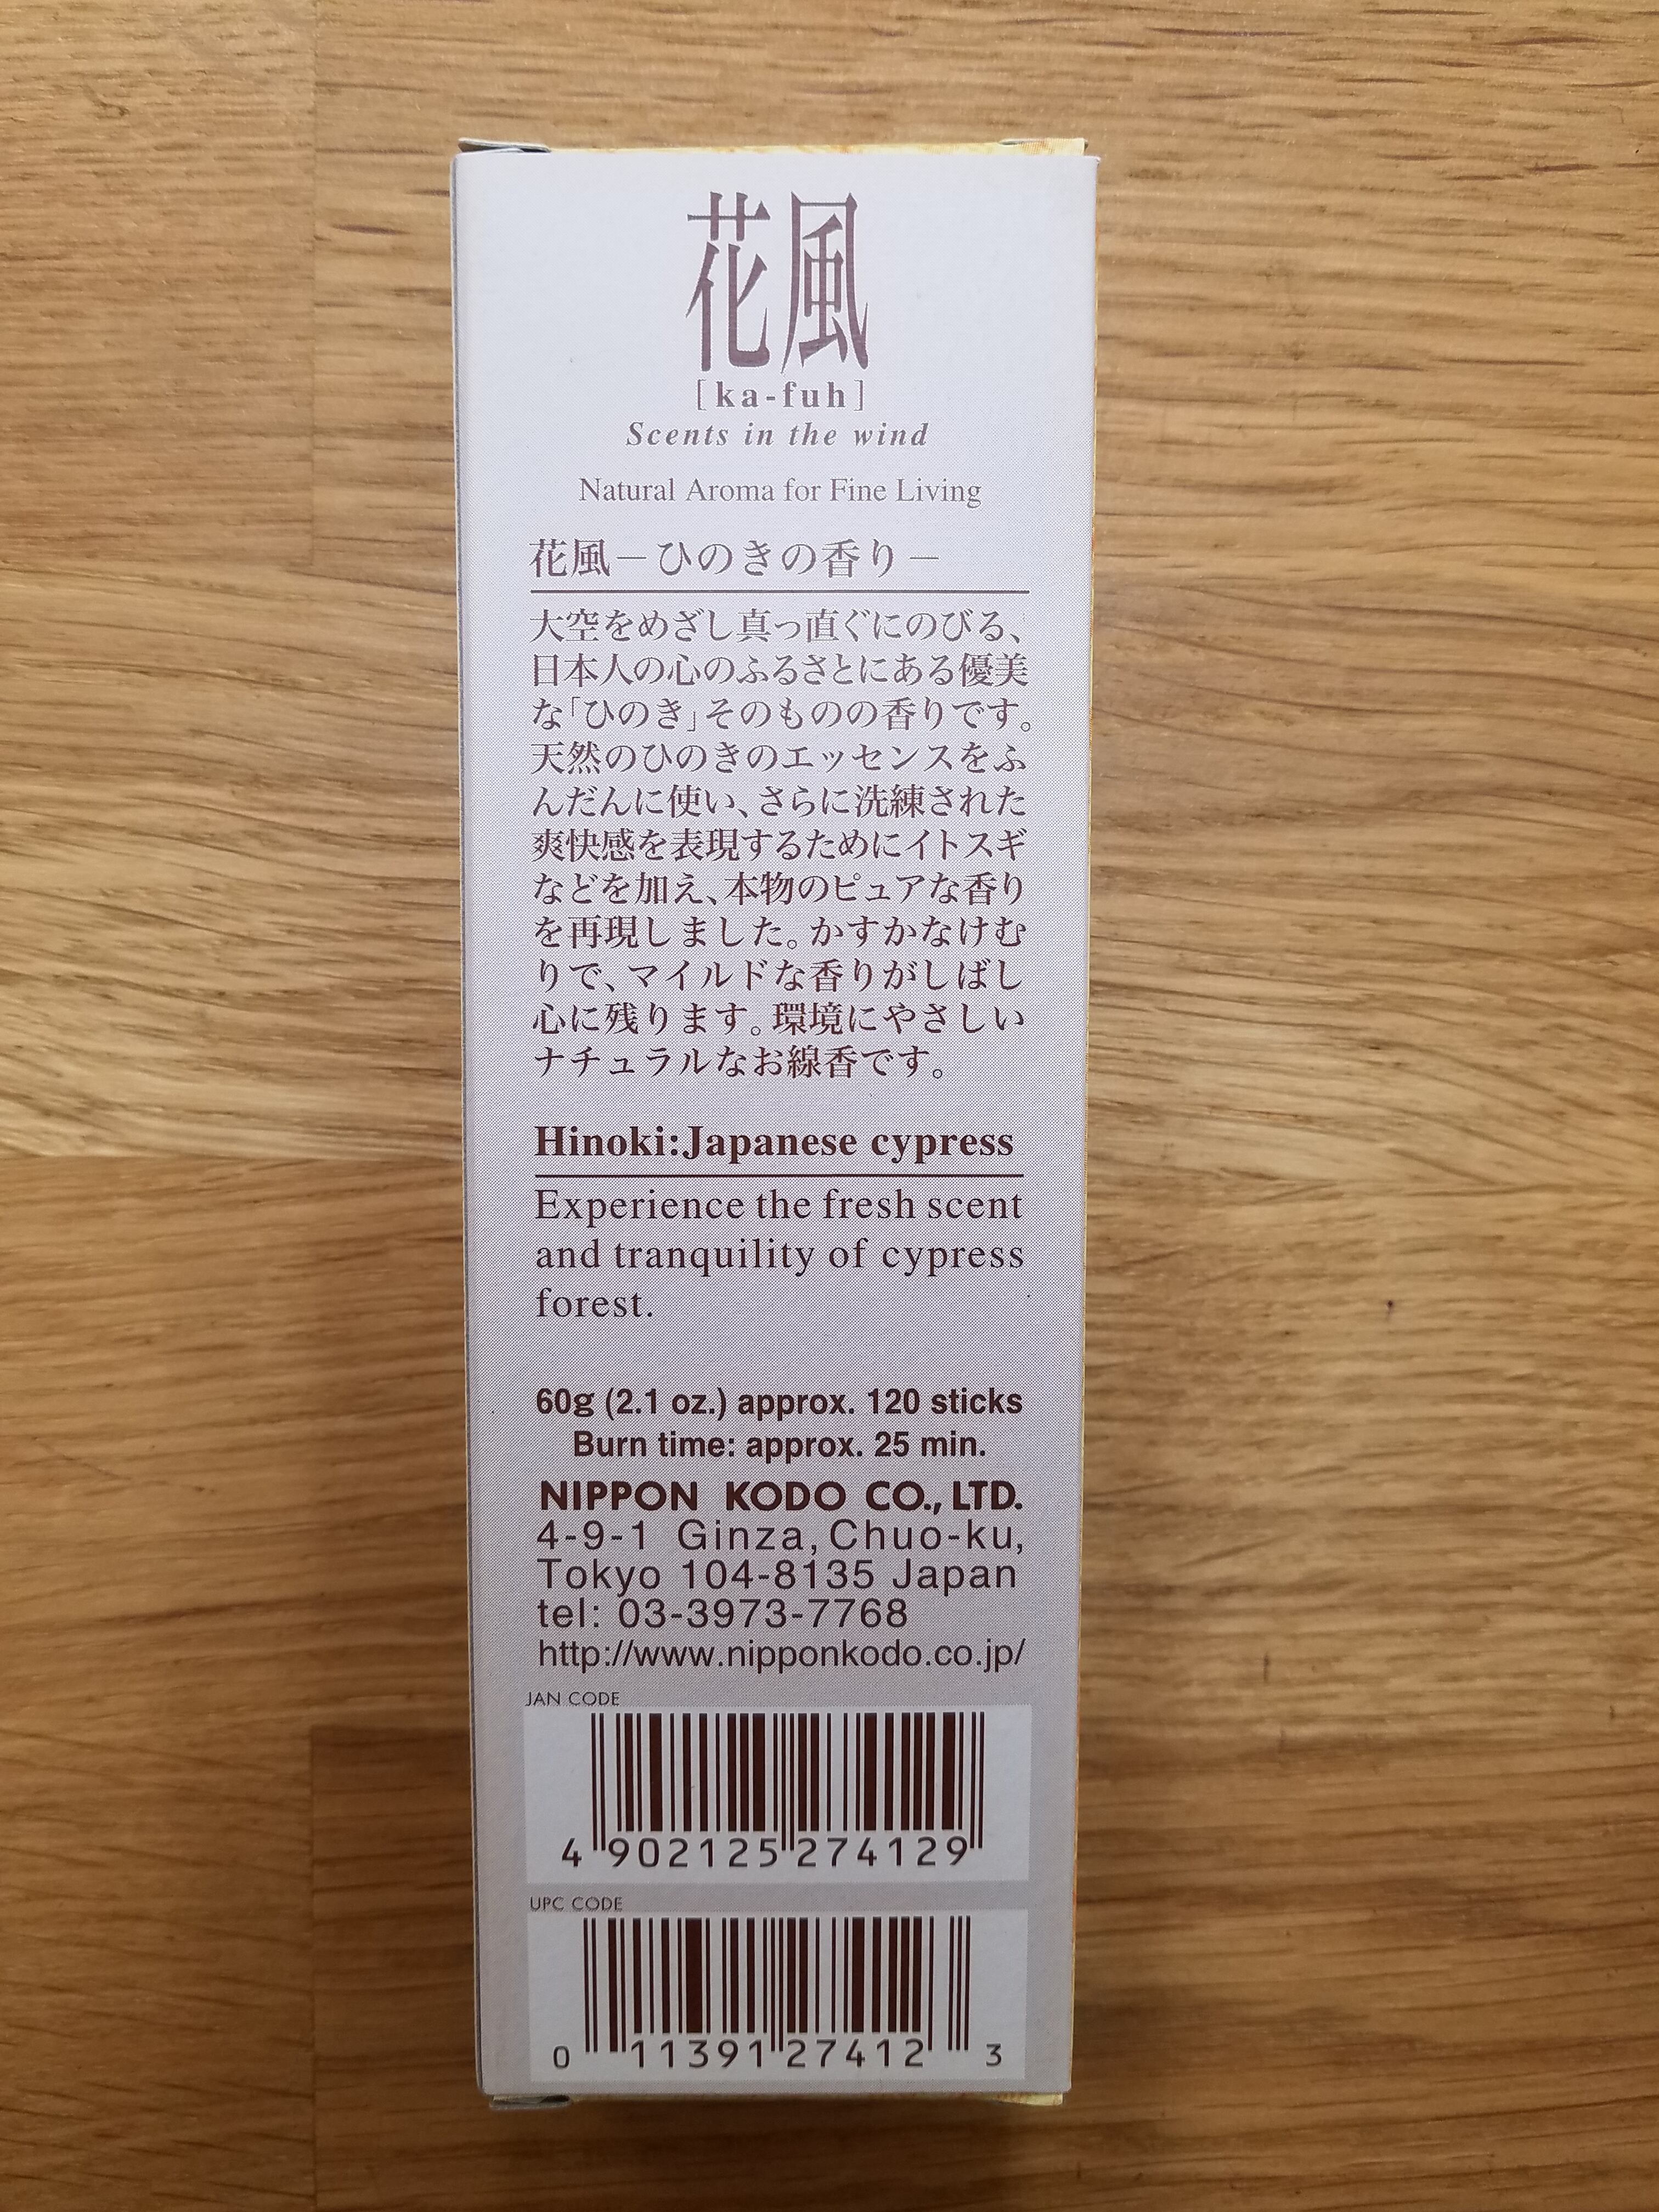 花風
[ka-fuh]
Scents in the wind
Natural Aroma for Fine Living
花風－ひのきの香り－
大空をめざし真っ直ぐにのびる、
日本人の心のふるさとにある優美
な「ひのき」そのものの香りです。
天然のひのきのエッセンスをふ
んだんに使い、さらに洗練された
爽快感を表現するためにイトスギ
などを加え、本物のピュアな香り
を再現しました。かすかなけむ
りで、マイルドな香りがしばし
心に残ります。環境にやさしい
ナチュラルなお線香です。
Hinoki:Japanese cypress
Experience the fresh scent
and tranquility of cypress
forest.
60g (2.1 oz.) approx. 120 sticks
Burn time: approx. 25 min.
NIPPON KODO CO., LTD.
4-9-1 Ginza, Chuo-ku,
Tokyo 104-8135 Japan
tel: 03-3973-7768
http://www.nipponkodo.co.jp/
JAN CODE
4 902125 274129
UPC CODE
0 11391 27412 3